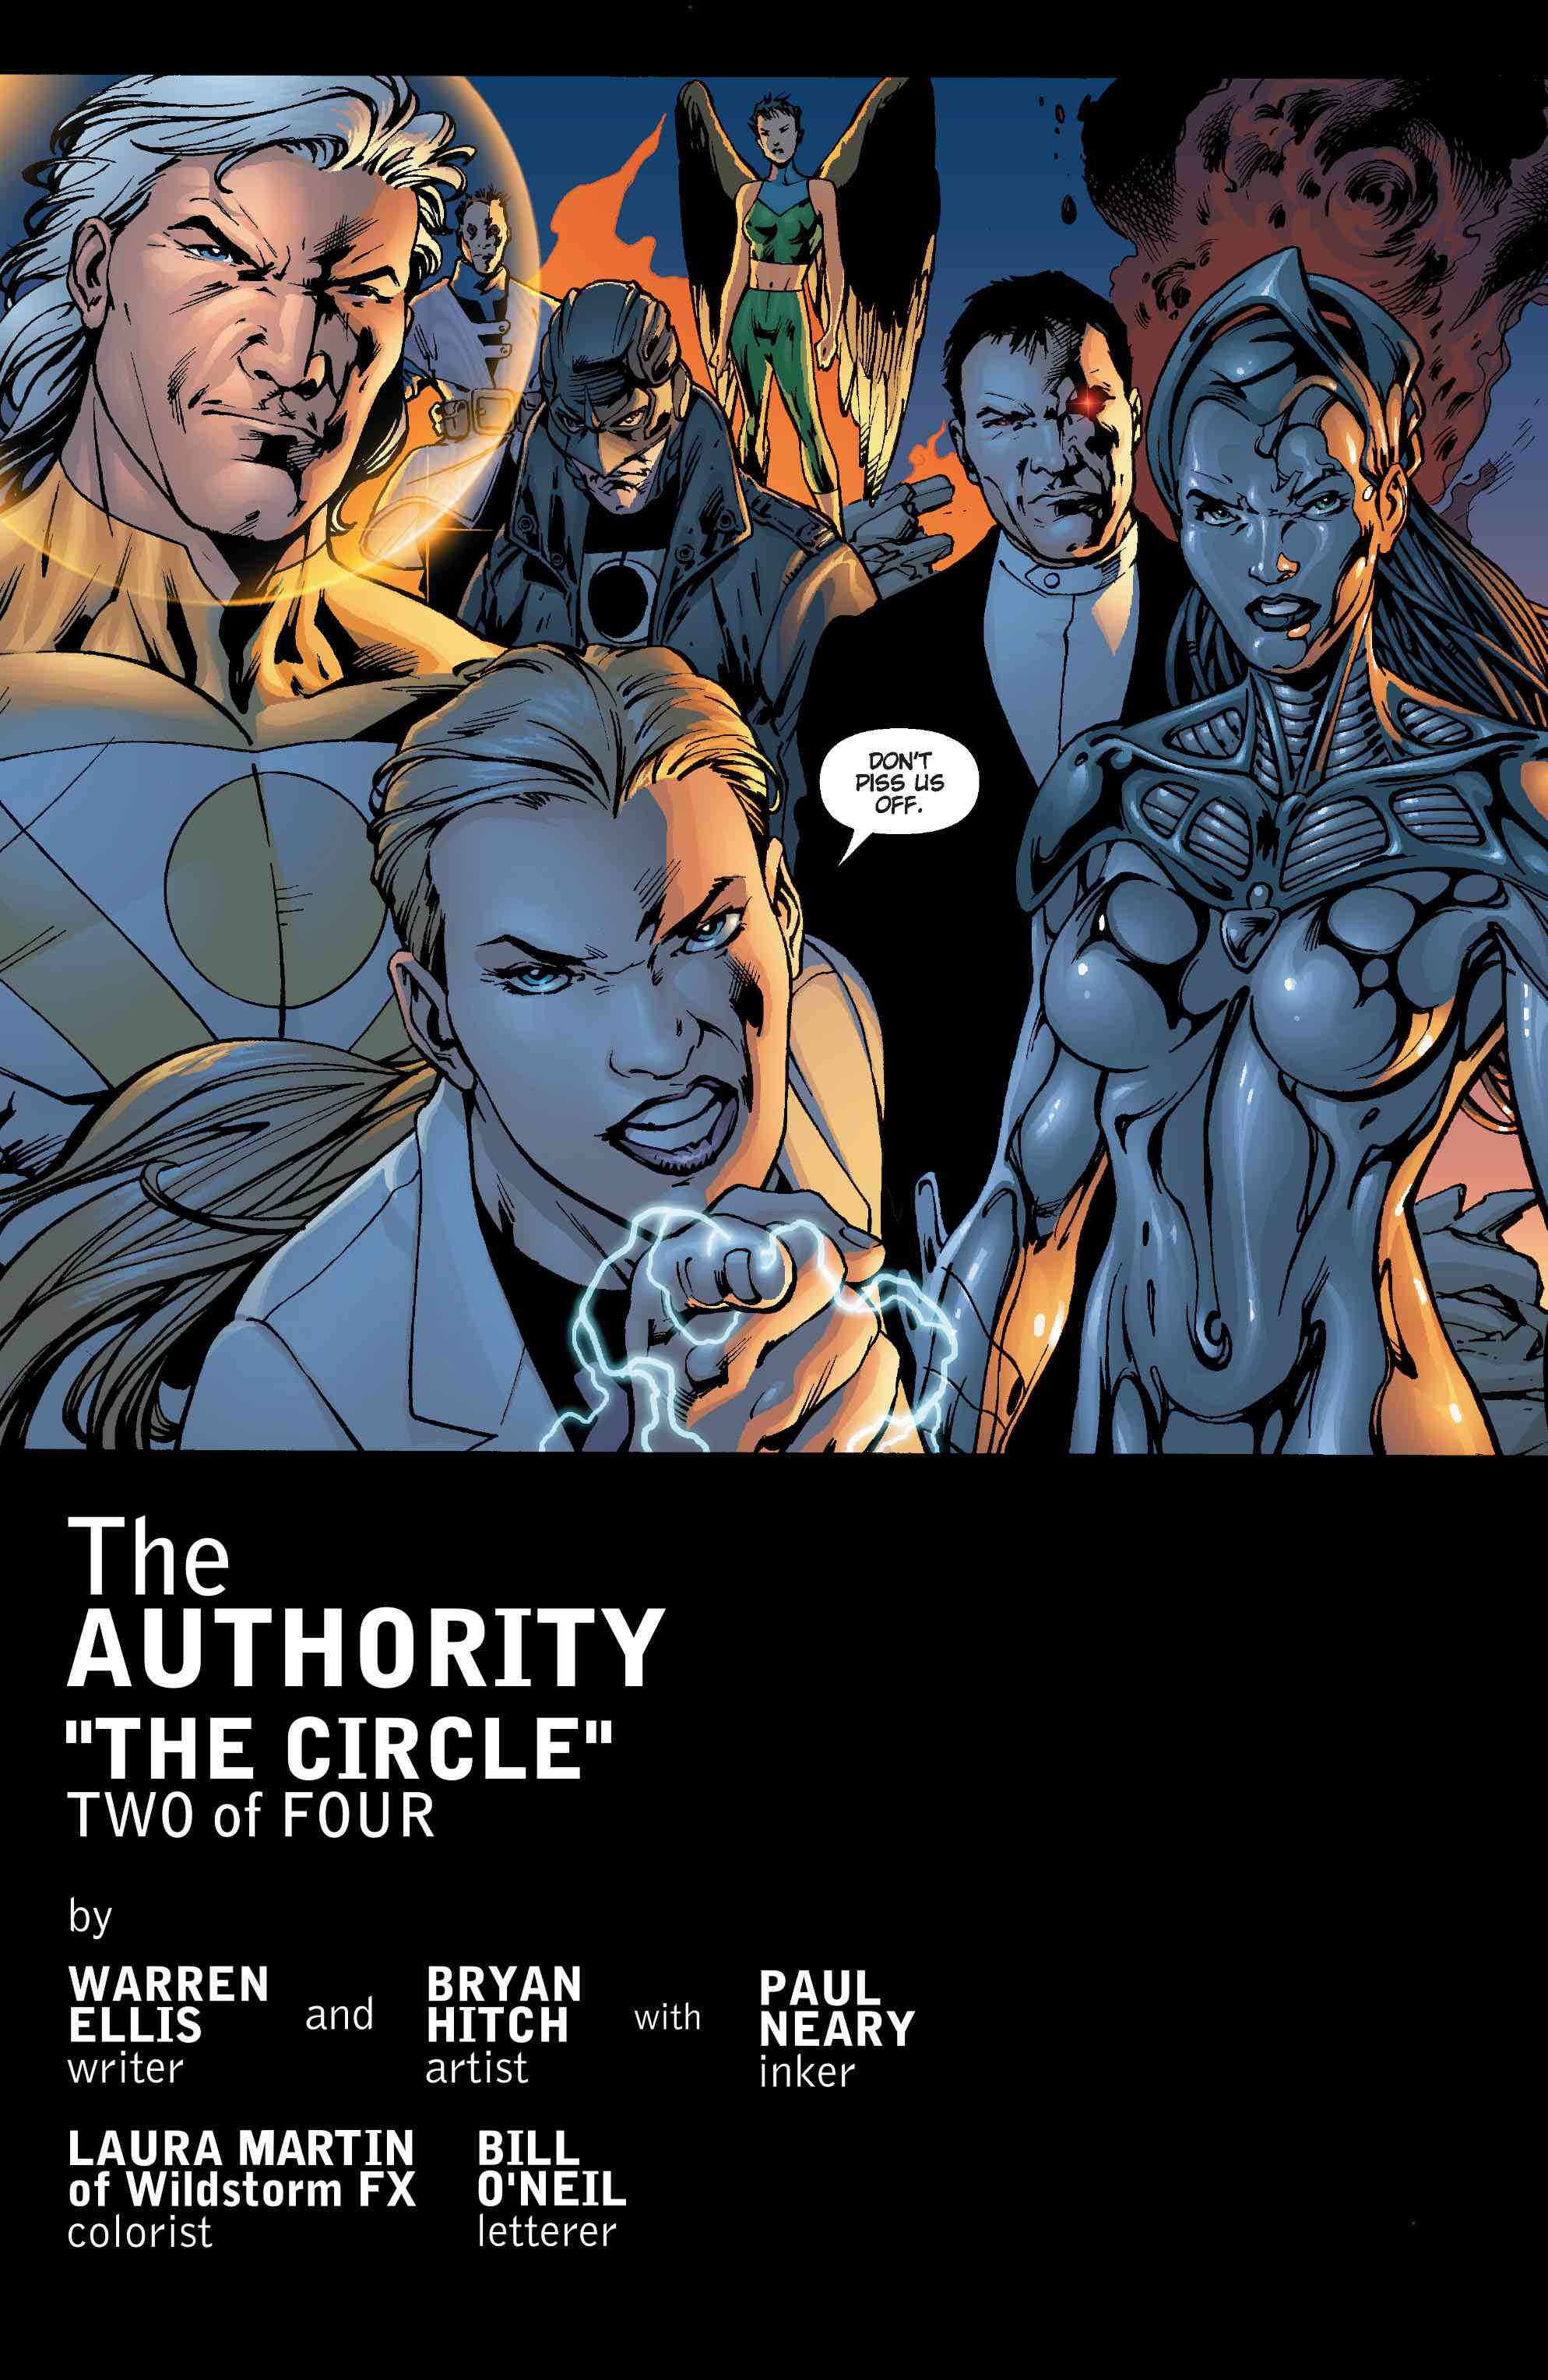 DON'T
PISS US
OFF.
The
AUTHORITY
"THE CIRCLE"
TWO of FOUR
by
WARREN
ELLIS
writer
and
BRYAN
HITCH
artist
with
PAUL
NEARY
inker
LAURA MARTIN
of Wildstorm FX
colorist
BILL
O'NEIL
letterer